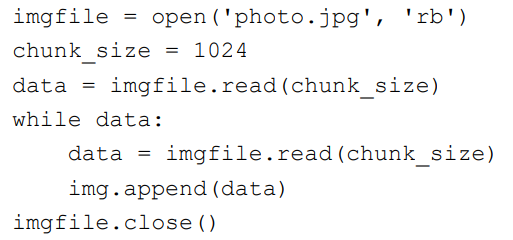 imgfile = open('photo.jpg', 'rb')
chunk_size = 1024
data = imgfile.read(chunk_size)
while data:
    data = imgfile.read(chunk_size)
    img.append(data)
imgfile.close()